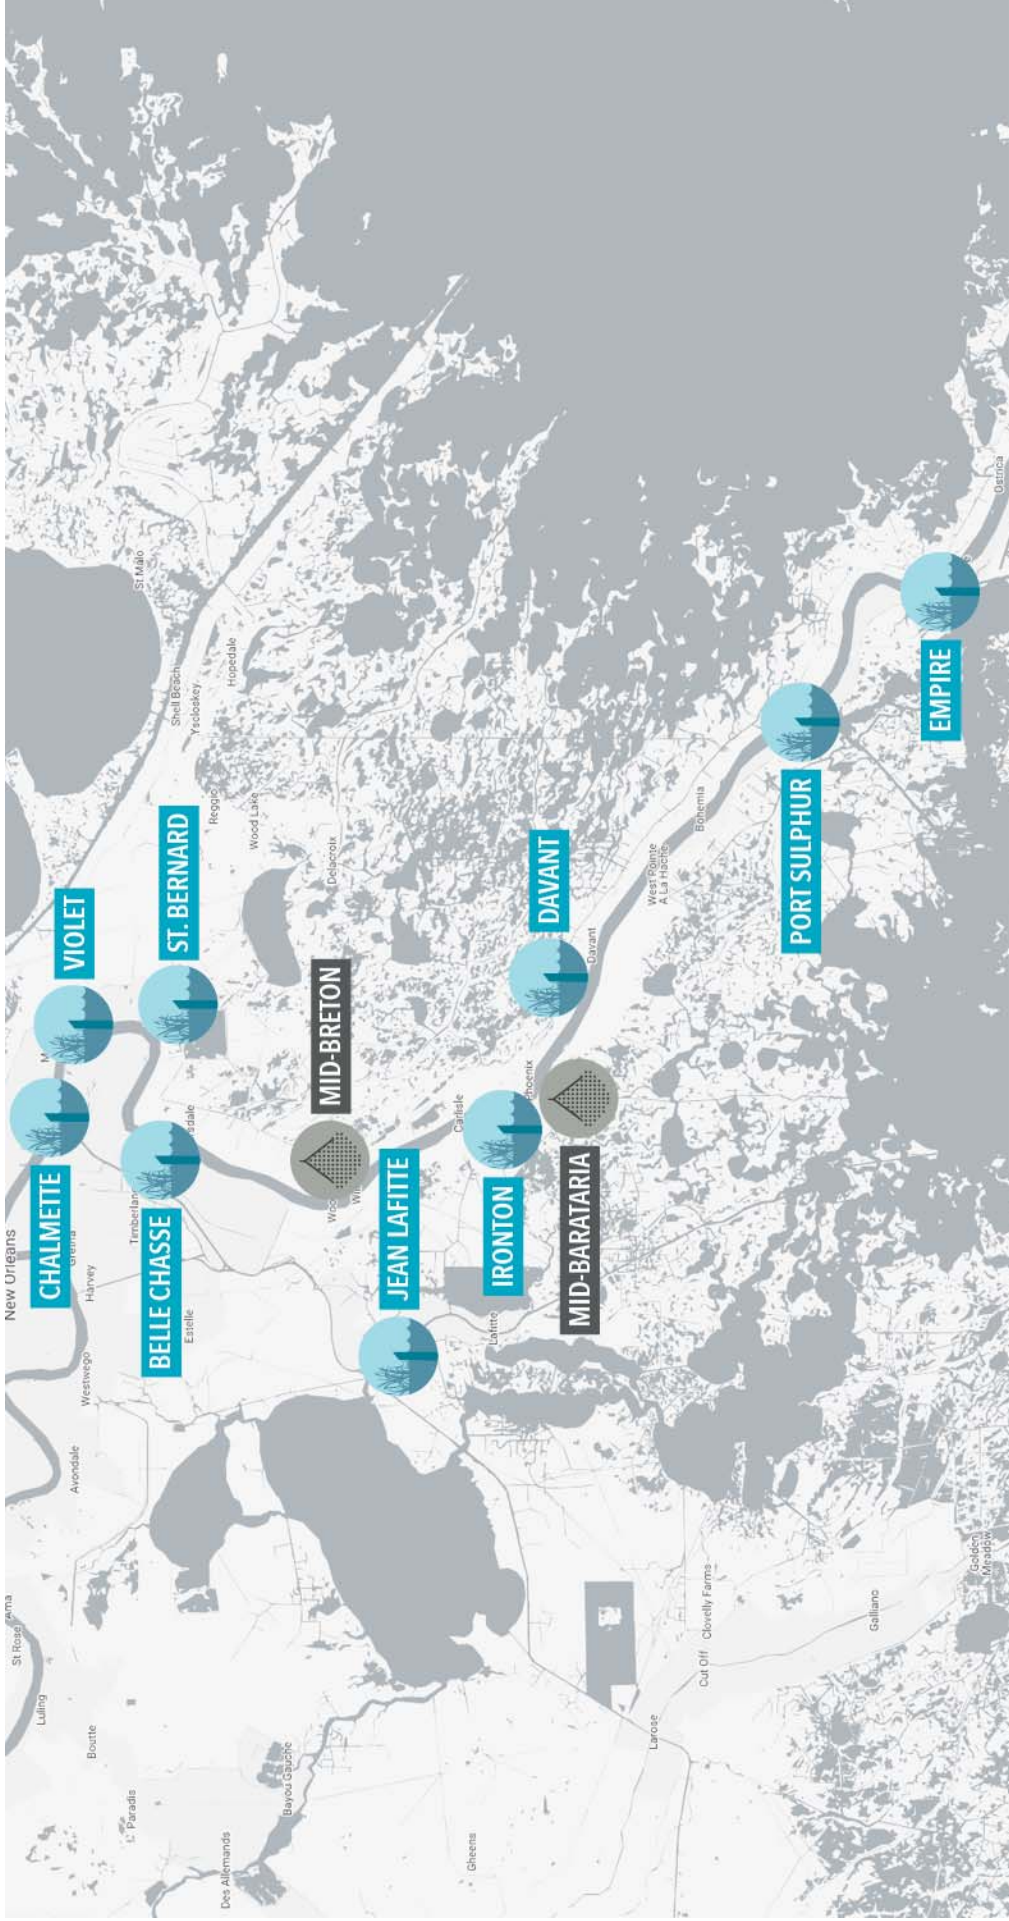 New Orleans
St Rose
Ama
Luling
Boutte
Paradis
Des Allemands
Bayou Gauche
Gheens
Avondale
Westwego
Harvey
Gretna
Estelle
CHALMETTE
VIOLET
BELLE CHASSE
ST. BERNARD
St Malo
Shell Beach
Yscloskey
Hopedale
Reggio
Wood Lake
Delacroix
MID-BRETON
JEAN LAFITTE
Carlisle
Lafitte
IRONTON
Phoenix
MID-BARATARIA
DAVANT
Davant
West Pointe
A La Hache
Bohemia
PORT SULPHUR
EMPIRE
Ostrica
Larose
Cut Off
Clovelly Farms
Galliano
Golden
Meadow